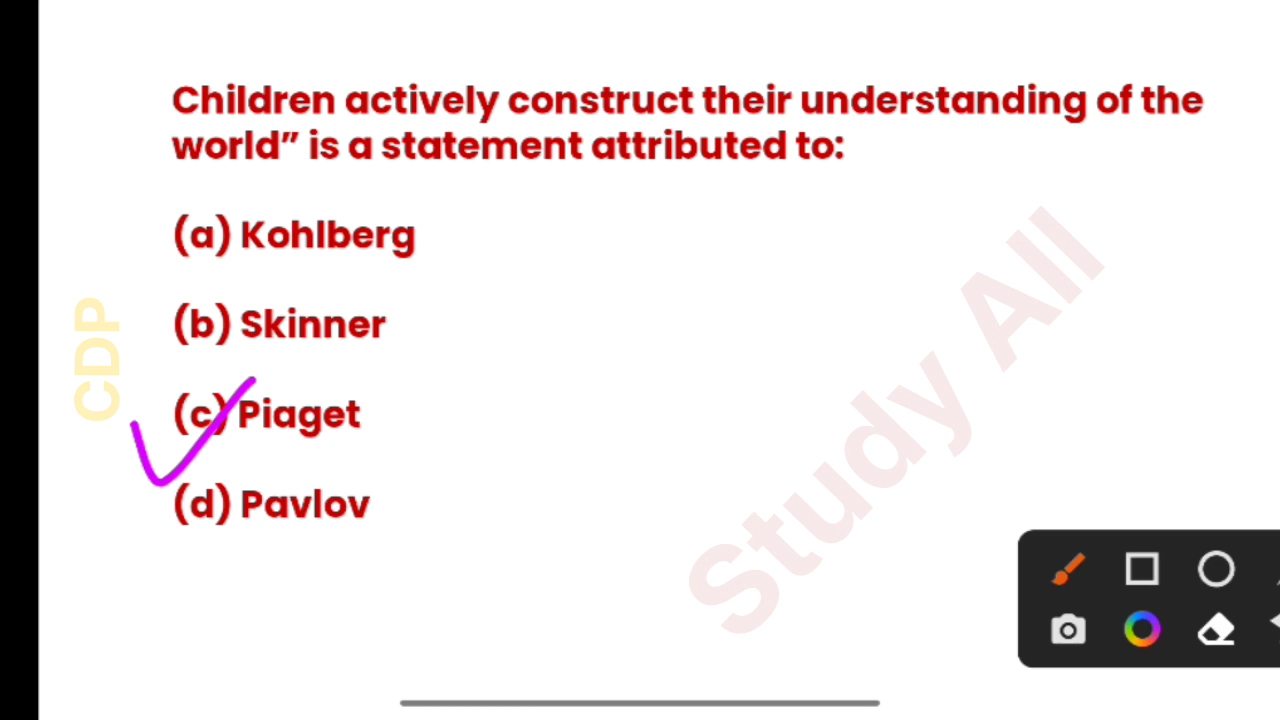 Children actively construct their understanding of the
world” is a statement attributed to:
(a) Kohlberg
(b) Skinner
(c) Piaget
(d) Pavlov
CDP
Study All